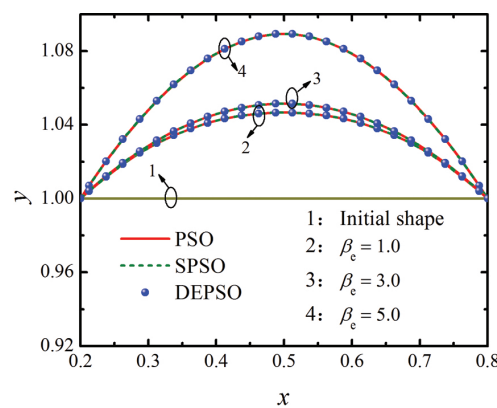 1.08
1.04
1.00
0.96
0.92
y
4
3
2
1
PSO
SPSO
DEPSO
1: Initial shape
2: βe = 1.0
3: βe = 3.0
4: βe = 5.0
0.2 0.3 0.4 0.5 0.6 0.7 0.8
x